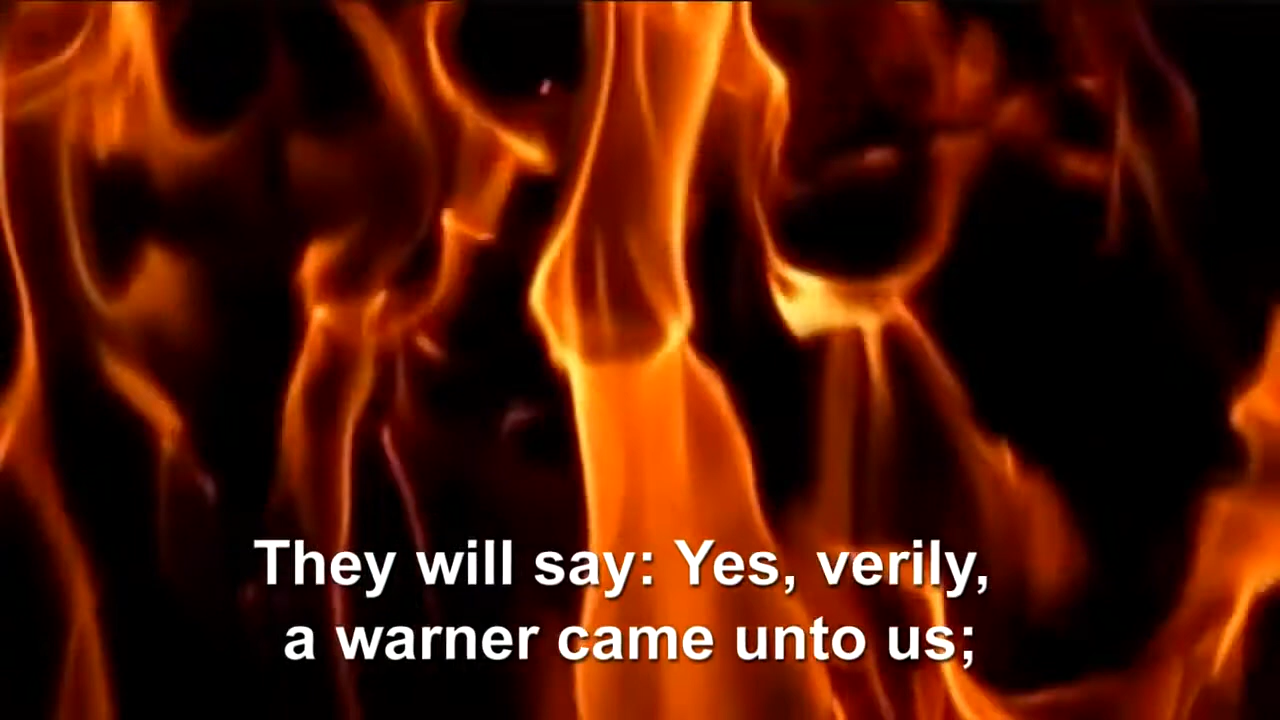 They will say: Yes, verily,
a warner came unto us;